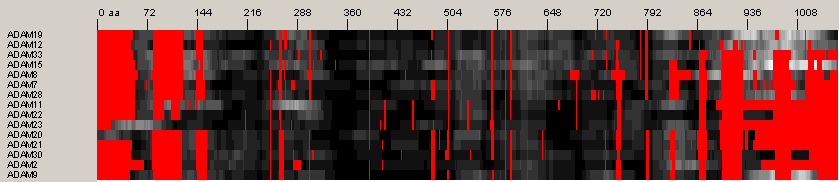 0 aa 72 144 216 288 360 432 504 576 648 720 792 864 936 1008
ADAM19
ADAM12
ADAM33
ADAM15
ADAM8
ADAM7
ADAM28
ADAM11
ADAM22
ADAM23
ADAM20
ADAM21
ADAM30
ADAM2
ADAM9